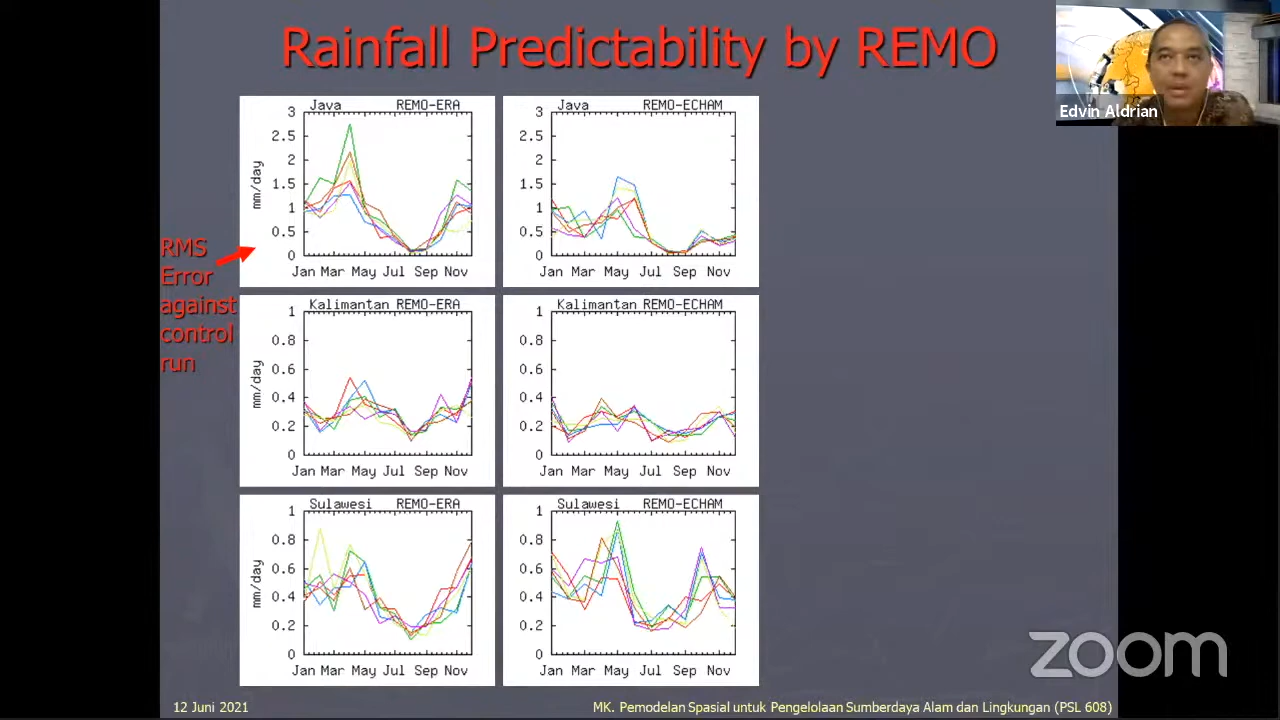 Rainfall Predictability by REMO
Edvin Aldrian
RMS
Error
against
control
run
Java REMO-ERA
3
2.5
2
1.5
1
0.5
0
mm/day
Jan Mar May Jul Sep Nov
Java REMO-ECHAM
3
2.5
2
1.5
1
0.5
0
Jan Mar May Jul Sep Nov
Kalimantan REMO-ERA
1
0.8
0.6
0.4
0.2
0
mm/day
Jan Mar May Jul Sep Nov
Kalimantan REMO-ECHAM
1
0.8
0.6
0.4
0.2
0
Jan Mar May Jul Sep Nov
Sulawesi REMO-ERA
1
0.8
0.6
0.4
0.2
0
mm/day
Jan Mar May Jul Sep Nov
Sulawesi REMO-ECHAM
1
0.8
0.6
0.4
0.2
0
Jan Mar May Jul Sep Nov
zoom
12 Juni 2021
MK. Pemodelan Spasial untuk Pengelolaan Sumberdaya Alam dan Lingkungan (PSL 608)